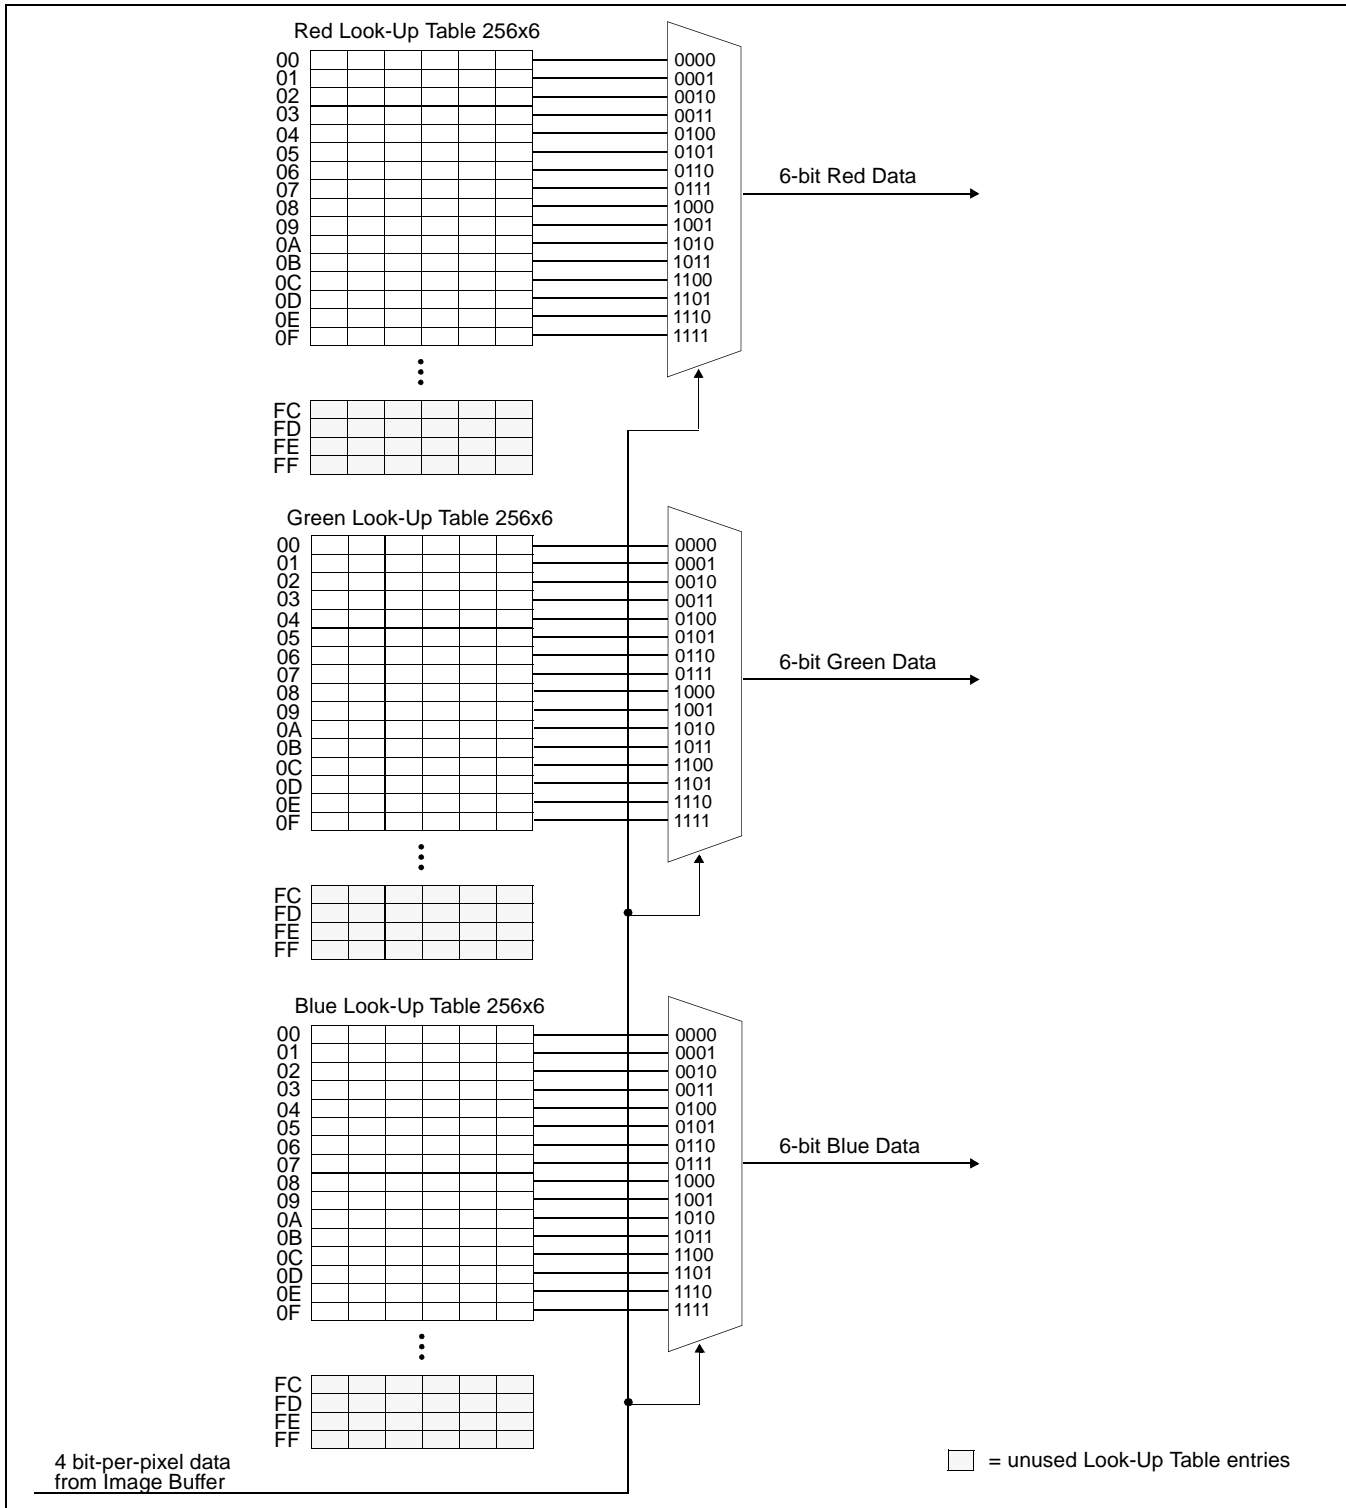 Red Look-Up Table 256x6
00 0000
01 0001
02 0010
03 0011
04 0100
05 0101
06 0110
07 0111
08 1000
09 1001
0A 1010
0B 1011
0C 1100
0D 1101
0E 1110
0F 1111
6-bit Red Data
FC
FD
FE
FF
Green Look-Up Table 256x6
00 0000
01 0001
02 0010
03 0011
04 0100
05 0101
06 0110
07 0111
08 1000
09 1001
0A 1010
0B 1011
0C 1100
0D 1101
0E 1110
0F 1111
6-bit Green Data
FC
FD
FE
FF
Blue Look-Up Table 256x6
00 0000
01 0001
02 0010
03 0011
04 0100
05 0101
06 0110
07 0111
08 1000
09 1001
0A 1010
0B 1011
0C 1100
0D 1101
0E 1110
0F 1111
6-bit Blue Data
FC
FD
FE
FF
4 bit-per-pixel data
from Image Buffer
= unused Look-Up Table entries